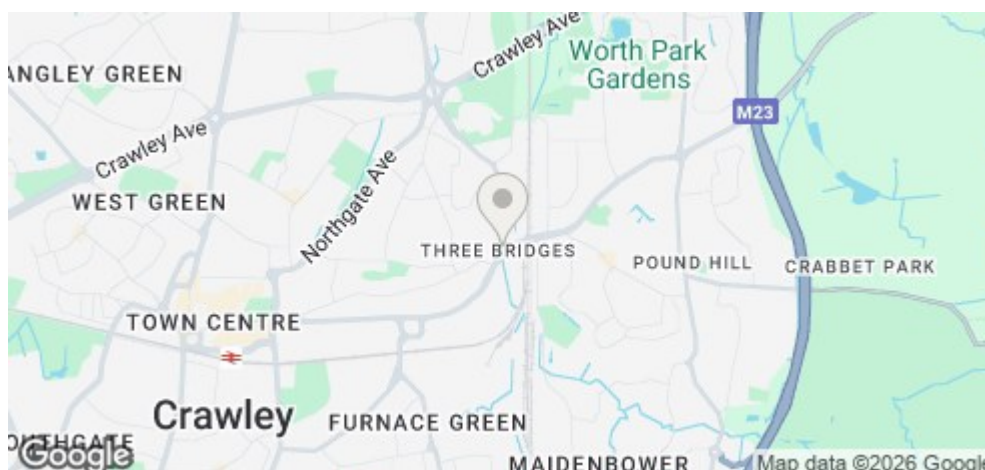 Crawley Ave
Worth Park
Gardens
ANGLEY GREEN
M23
Crawley Ave
Northgate Ave
WEST GREEN
THREE BRIDGES
POUND HILL
CRABBET PARK
TOWN CENTRE
Crawley
FURNACE GREEN
OUTHGATE
MAIDENBOWER
Google
Map data ©2026 Google